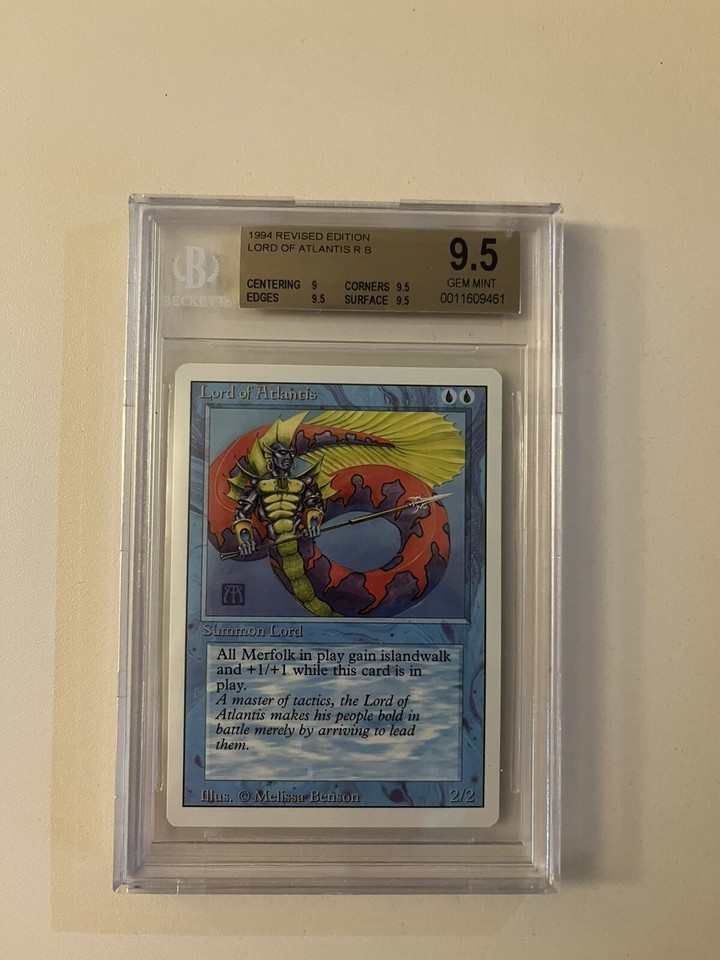 1994 REVISED EDITION
LORD OF ATLANTIS R B
9.5
GEM MINT
0011609461
CENTERING 9 CORNERS 9.5
EDGES 9.5 SURFACE 9.5
B
BECKETT
Lord of Atlantis
Summon Lord
All Merfolk in play gain islandwalk
and +1/+1 while this card is in
play.
A master of tactics, the Lord of
Atlantis makes his people bold in
battle merely by arriving to lead
them.
Illus. © Melissa Benson
2/2